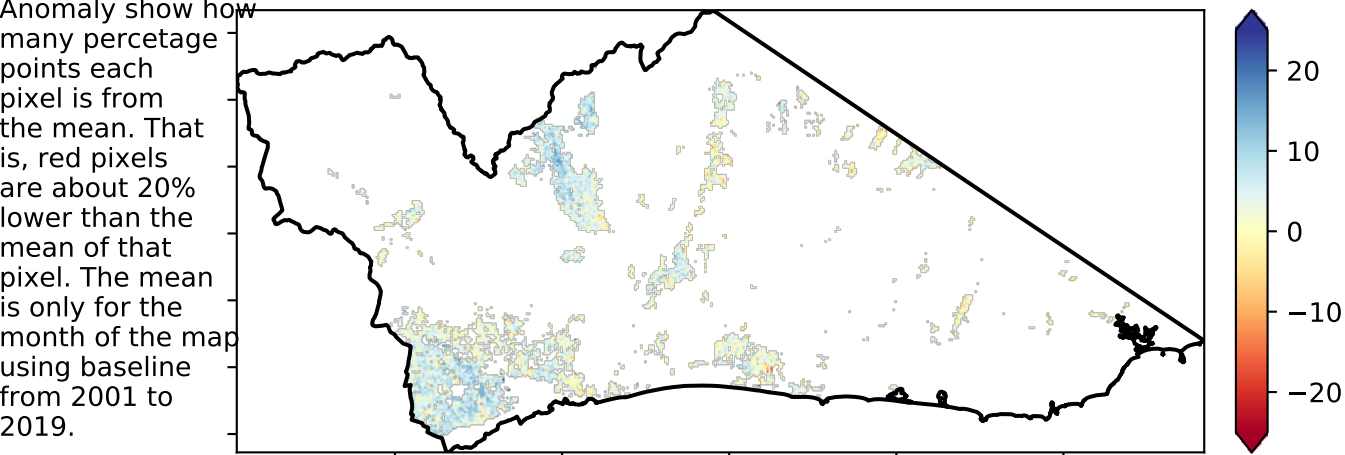 Anomaly show how
many percetage
points each
pixel is from
the mean. That
is, red pixels
are about 20%
lower than the
mean of that
pixel. The mean
is only for the
month of the map
using baseline
from 2001 to
2019.
20
10
0
−10
−20